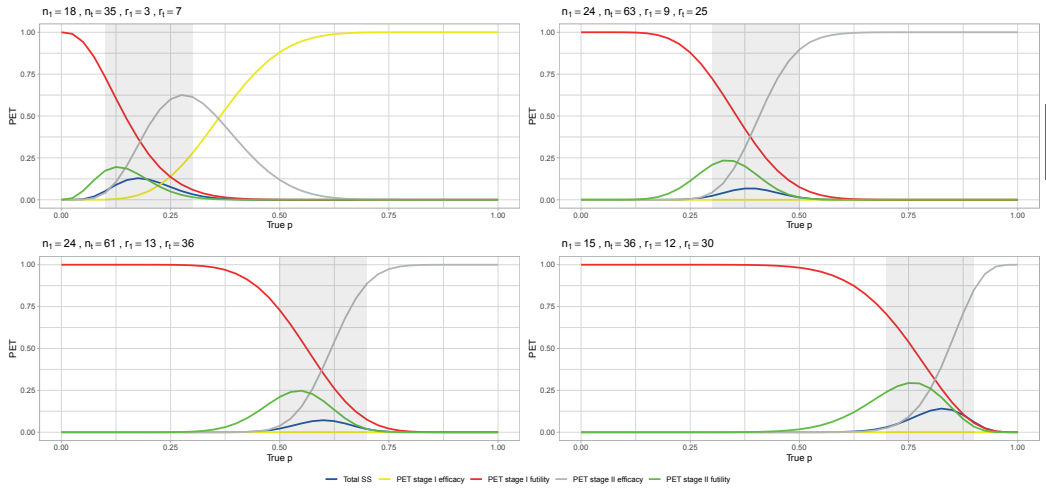 n1 = 18 , nt = 35 , r1 = 3 , rt = 7
PET
1.00
0.75
0.50
0.25
0.00
0.00 0.25 0.50 0.75 1.00
True p
n1 = 24 , nt = 63 , r1 = 9 , rt = 25
PET
1.00
0.75
0.50
0.25
0.00
0.00 0.25 0.50 0.75 1.00
True p
n1 = 24 , nt = 61 , r1 = 13 , rt = 36
PET
1.00
0.75
0.50
0.25
0.00
0.00 0.25 0.50 0.75 1.00
True p
n1 = 15 , nt = 36 , r1 = 12 , rt = 30
PET
1.00
0.75
0.50
0.25
0.00
0.00 0.25 0.50 0.75 1.00
True p
Total SS PET stage I efficacy PET stage I futility PET stage II efficacy PET stage II futility